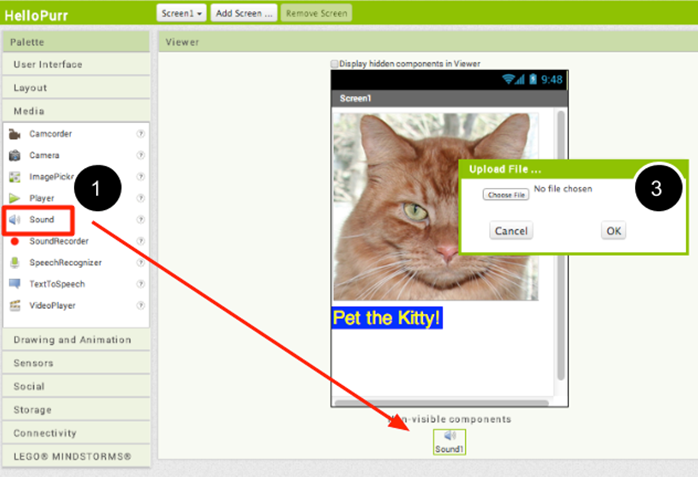 HelloPurr
Screen1
Add Screen ...
Remove Screen
Palette
Viewer
User Interface
Layout
Media
Camcorder
?
Camera
?
ImagePick
1
Player
Sound
?
SoundRecorder
?
SpeechRecognizer
?
TextToSpeech
?
VideoPlayer
?
Drawing and Animation
Sensors
Social
Storage
Connectivity
LEGO® MINDSTORMS®
Display hidden components in Viewer
9:48
Screen1
Upload File ...
Choose File
No file chosen
3
Cancel
OK
Pet the Kitty!
n-visible components
Sound1